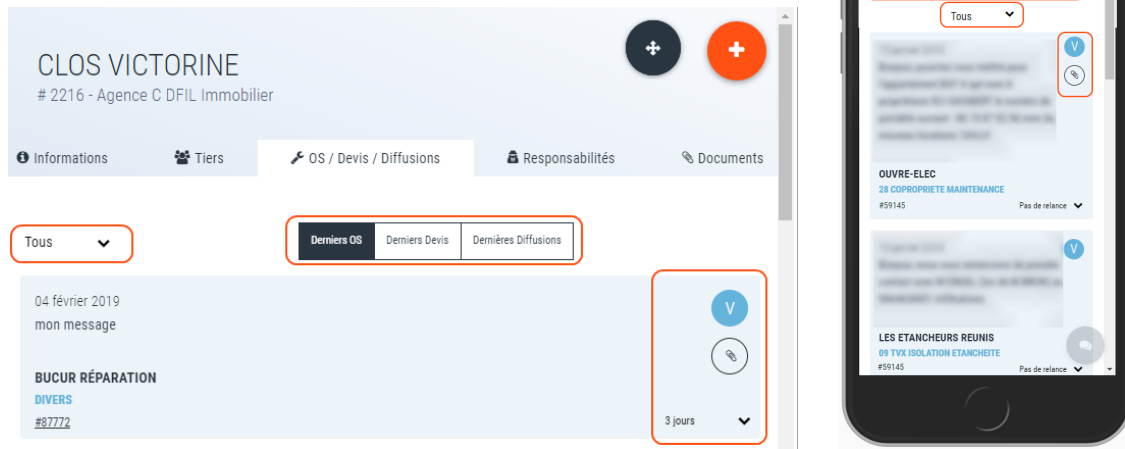 CLOS VICTORINE
# 2216 - Agence C DFIL Immobilier
Informations
Tiers
OS / Devis / Diffusions
Responsabilités
Documents
Tous
Derniers OS
Derniers Devis
Dernières Diffusions
04 février 2019
mon message
V
BUCUR RÉPARATION
DIVERS
#87772
3 jours
Tous
V
OUVRE-ELEC
28 COPROPRIETE MAINTENANCE
#59145
Pas de relance
V
LES ETANCHEURS REUNIS
09 TVX ISOLATION ETANCHEITE
#59145
Pas de relance